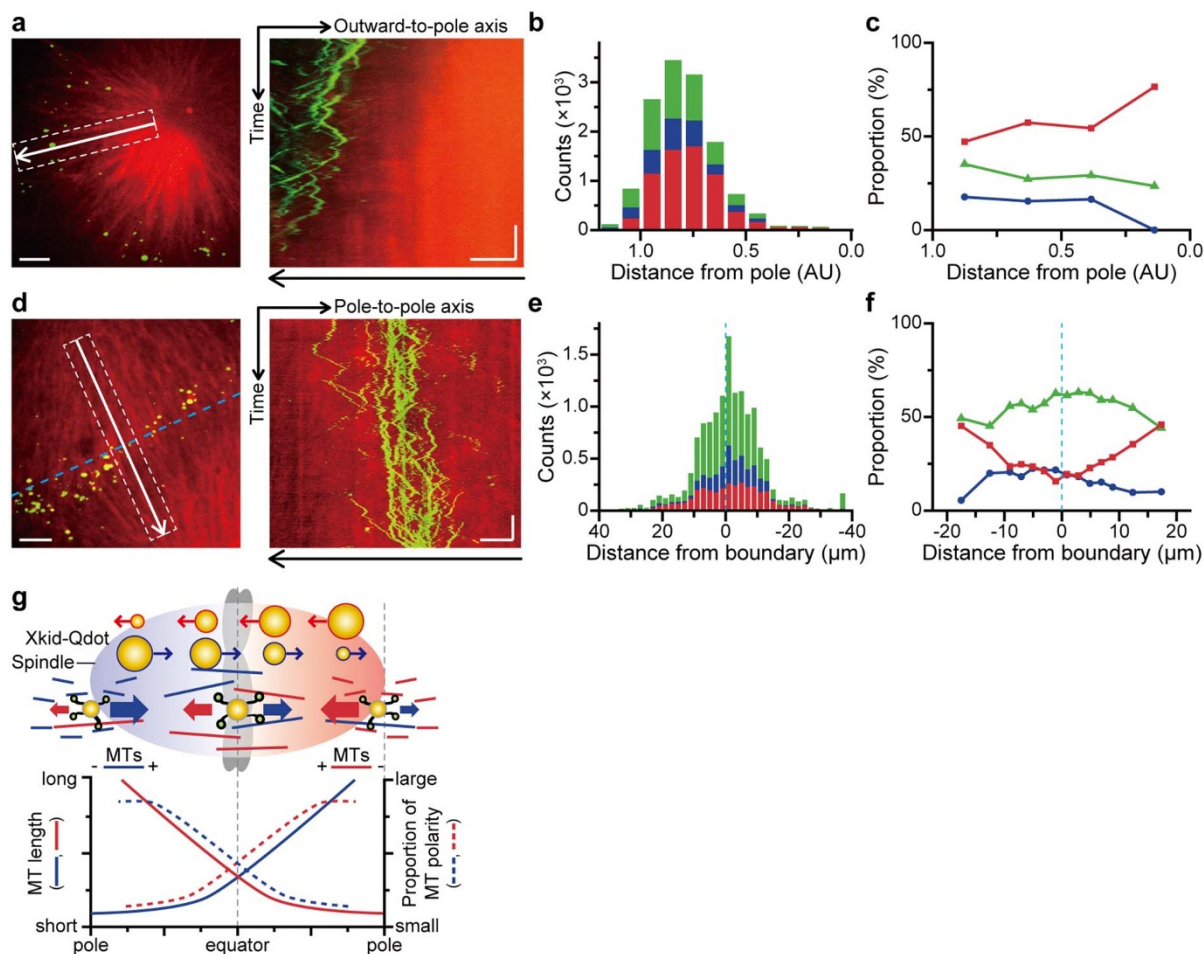 a
Outward-to-pole axis
Time
b
Counts (×10³)
3
2
1
0
1.0
0.5
0.0
Distance from pole (AU)
c
Proportion (%)
100
50
0
1.0
0.5
0.0
Distance from pole (AU)
d
Pole-to-pole axis
Time
e
Counts (×10³)
1.5
1.0
0.5
0
40
20
0
-20
-40
Distance from boundary (µm)
f
Proportion (%)
100
50
0
-20
-10
0
10
20
Distance from boundary (µm)
g
Xkid-Qdot
Spindle
- MTs +
+ MTs -
long
short
MT length
( , )
large
small
Proportion of
MT polarity
( , )
pole
equator
pole